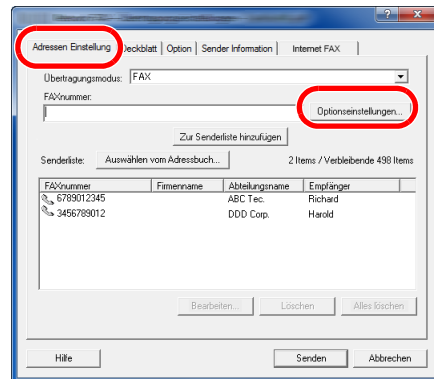 Adressen Einstellung Deckblatt Option Sender Information Internet FAX
Übertragungsmodus: FAX
FAXnummer:
Optionseinstellungen...
Zur Senderliste hinzufügen
Senderliste: Auswählen vom Adressbuch... 2 Items / Verbleibende 498 Items
FAXnummer Firmenname Abteilungsname Empfänger
6789012345 ABC Tec. Richard
3456789012 DDD Corp. Harold
Bearbeiten... Löschen Alles löschen
Hilfe Senden Abbrechen